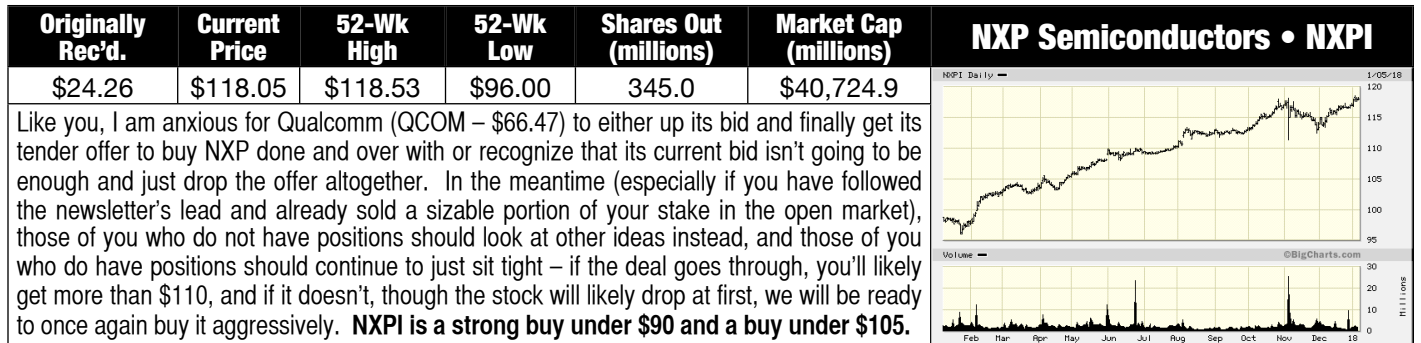 Originally Rec'd. Current Price 52-Wk High 52-Wk Low Shares Out (millions) Market Cap (millions) NXP Semiconductors • NXPI
$24.26 $118.05 $118.53 $96.00 345.0 $40,724.9
Like you, I am anxious for Qualcomm (QCOM – $66.47) to either up its bid and finally get its
tender offer to buy NXP done and over with or recognize that its current bid isn't going to be
enough and just drop the offer altogether. In the meantime (especially if you have followed
the newsletter's lead and already sold a sizable portion of your stake in the open market),
those of you who do not have positions should look at other ideas instead, and those of you
who do have positions should continue to just sit tight – if the deal goes through, you'll likely
get more than $110, and if it doesn't, though the stock will likely drop at first, we will be ready
to once again buy it aggressively. NXPI is a strong buy under $90 and a buy under $105.
NXPI Daily 1/05/18
120
115
110
105
100
95
Volume ©BigCharts.com
30
20
10
0
Millions
Feb Mar Apr May Jun Jul Aug Sep Oct Nov Dec 18